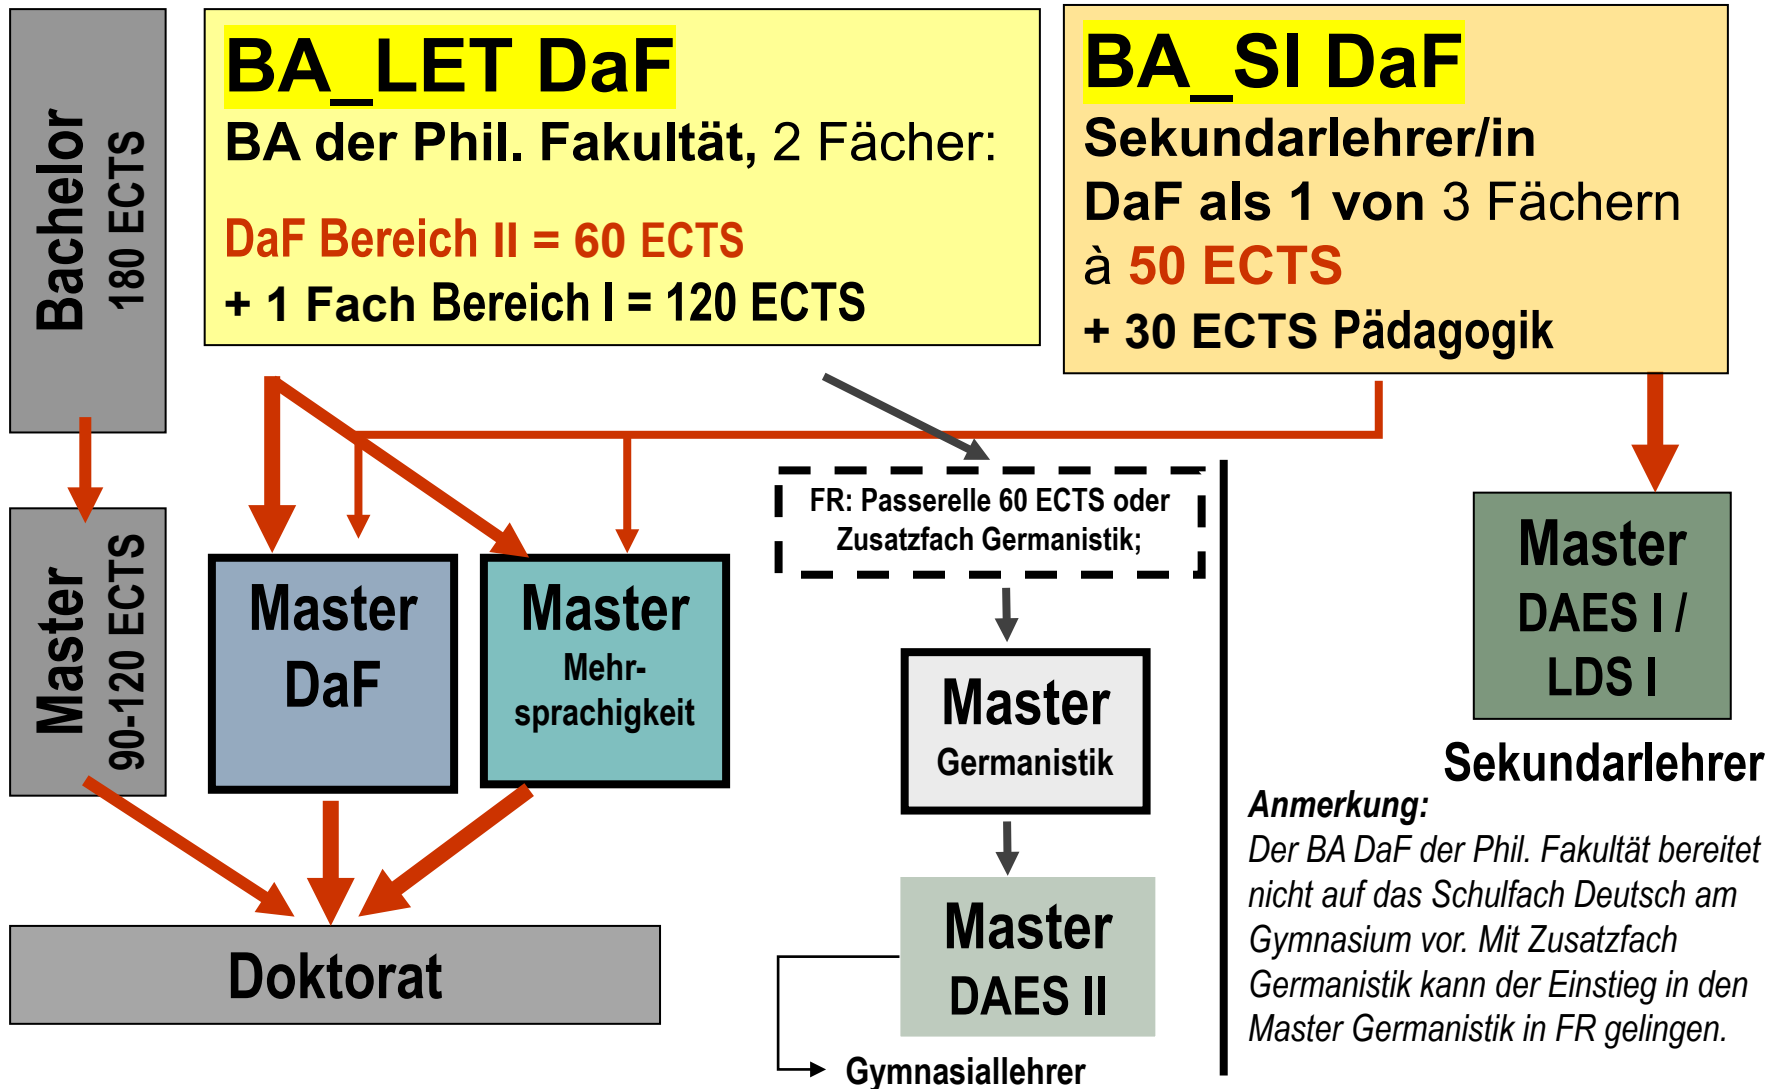 Bachelor
180 ECTS
BA_LET DaF
BA der Phil. Fakultät, 2 Fächer:
DaF Bereich II = 60 ECTS
+ 1 Fach Bereich I = 120 ECTS
BA_SI DaF
Sekundarlehrer/in
DaF als 1 von 3 Fächern
à 50 ECTS
+ 30 ECTS Pädagogik
Master
90-120 ECTS
Master
DaF
Master
Mehr-
sprachigkeit
FR: Passerelle 60 ECTS oder
Zusatzfach Germanistik;
Master
Germanistik
Master
DAES II
Gymnasiallehrer
Master
DAES I /
LDS I
Sekundarlehrer
Anmerkung:
Der BA DaF der Phil. Fakultät bereitet
nicht auf das Schulfach Deutsch am
Gymnasium vor. Mit Zusatzfach
Germanistik kann der Einstieg in den
Master Germanistik in FR gelingen.
Doktorat